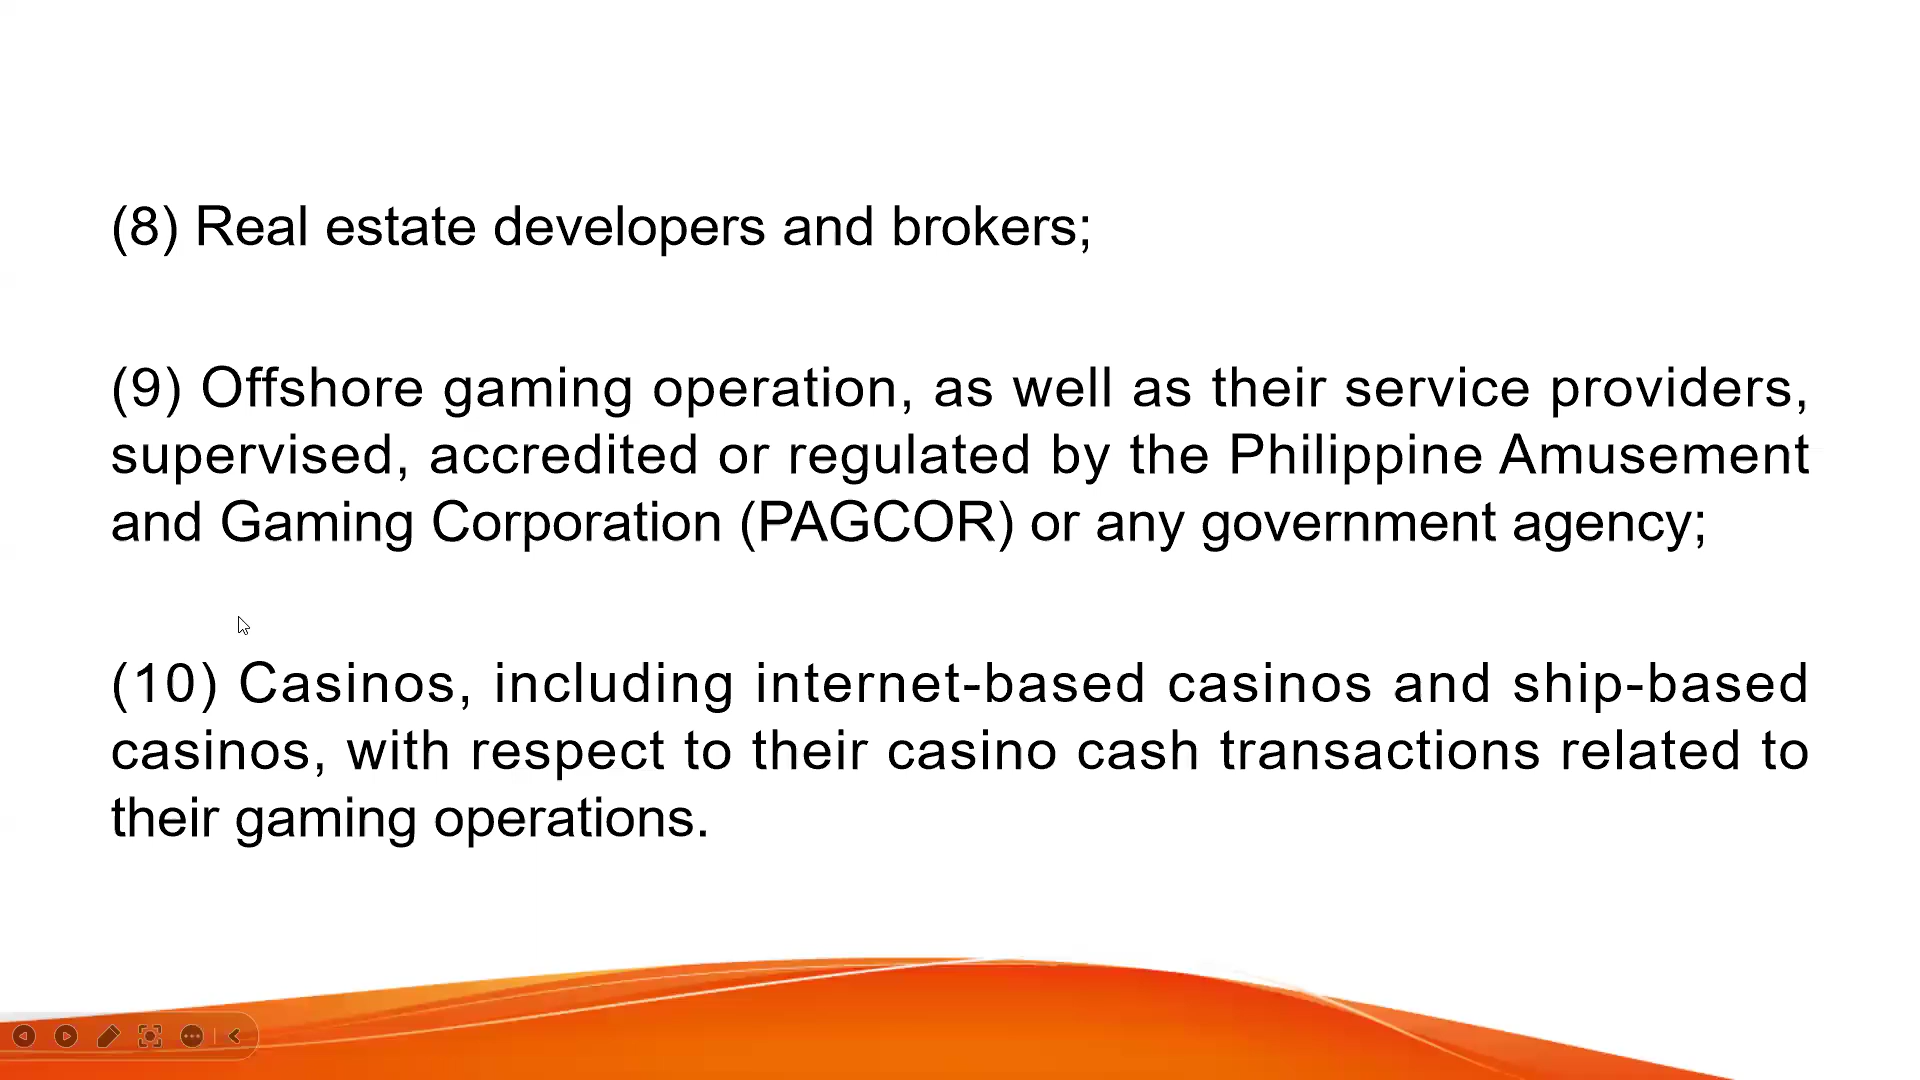 (8) Real estate developers and brokers;
(9) Offshore gaming operation, as well as their service providers,
supervised, accredited or regulated by the Philippine Amusement
and Gaming Corporation (PAGCOR) or any government agency;
(10) Casinos, including internet-based casinos and ship-based
casinos, with respect to their casino cash transactions related to
their gaming operations.